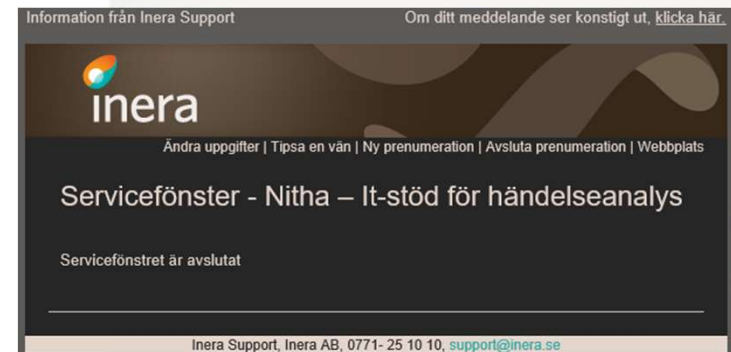 Information från Inera Support
Om ditt meddelande ser konstigt ut, klicka här.
inera
Ändra uppgifter | Tipsa en vän | Ny prenumeration | Avsluta prenumeration | Webbplats
Servicefönster - Nitha – It-stöd för händelseanalys
Servicefönstret är avslutat
Inera Support, Inera AB, 0771- 25 10 10, support@inera.se